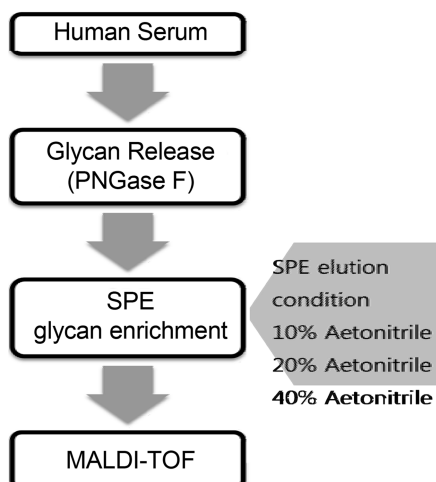 Human Serum
Glycan Release
(PNGase F)
SPE
glycan enrichment
SPE elution
condition
10% Aetonitrile
20% Aetonitrile
40% Aetonitrile
MALDI-TOF